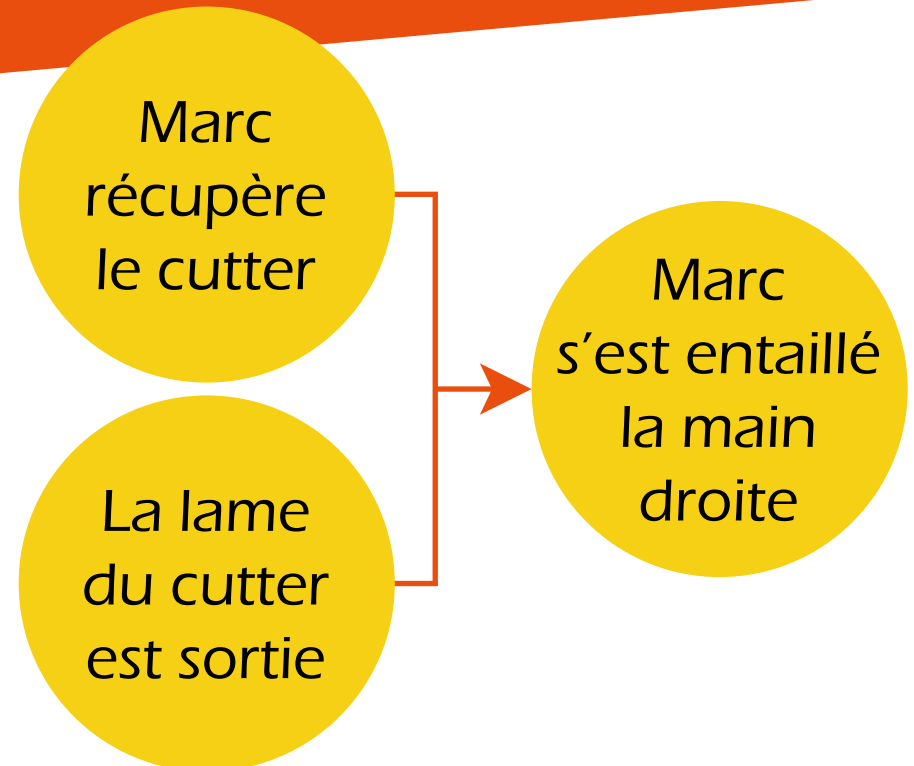 Marc
récupère
le cutter
La lame
du cutter
est sortie
Marc
s'est entaillé
la main
droite